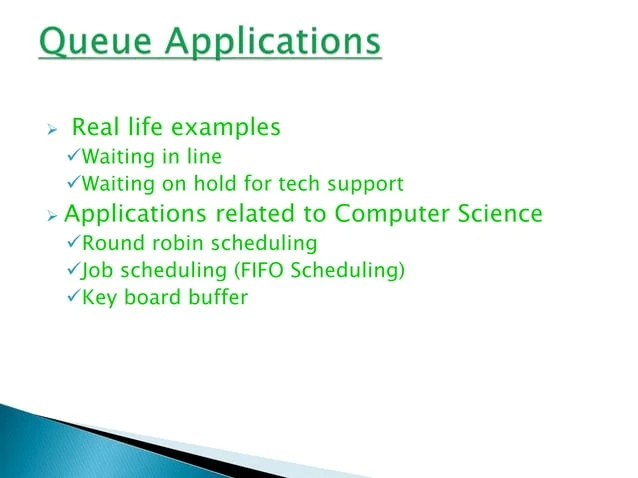 Queue Applications
Real life examples
Waiting in line
Waiting on hold for tech support
Applications related to Computer Science
Round robin scheduling
Job scheduling (FIFO Scheduling)
Key board buffer